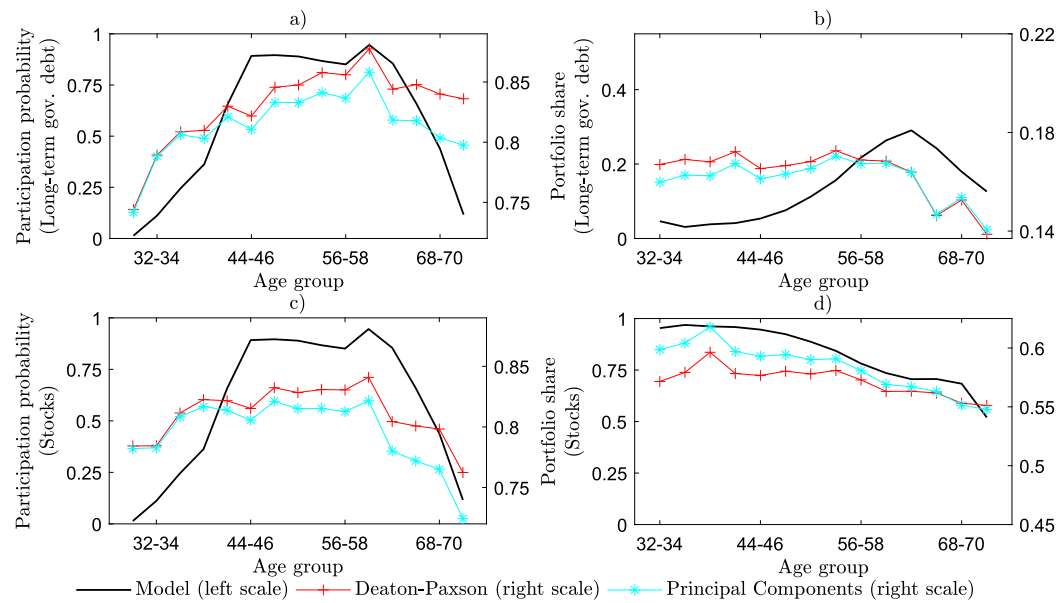 a)
Participation probability
(Long-term gov. debt)
1
0.75
0.5
0.25
0
0.85
0.8
0.75
32-34 44-46 56-58 68-70
Age group
b)
Portfolio share
(Long-term gov. debt)
0.4
0.2
0
0.22
0.18
0.14
32-34 44-46 56-58 68-70
Age group
c)
Participation probability
(Stocks)
1
0.75
0.5
0.25
0
0.85
0.8
0.75
32-34 44-46 56-58 68-70
Age group
d)
Portfolio share
(Stocks)
1
0.75
0.5
0.25
0
0.6
0.55
0.5
0.45
32-34 44-46 56-58 68-70
Age group
Model (left scale) Deaton-Paxson (right scale) Principal Components (right scale)